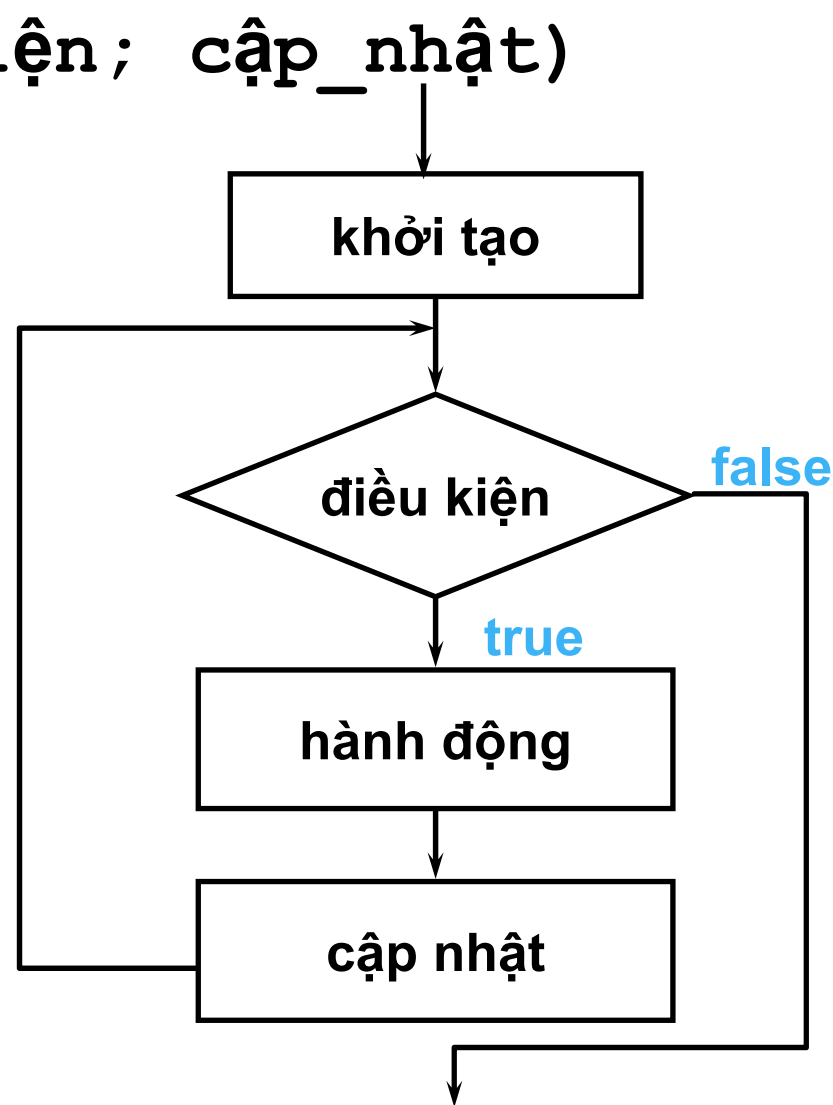 ện; cập_nhật)
khởi tạo
điều kiện
false
true
hành động
cập nhật